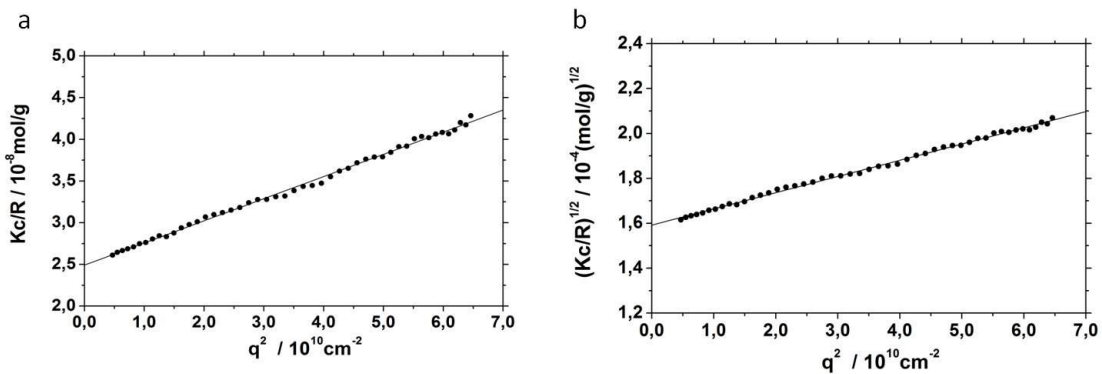 a
5,0
4,5
4,0
3,5
3,0
2,5
2,0
Kc/R / 10⁻⁸mol/g
0,0 1,0 2,0 3,0 4,0 5,0 6,0 7,0
q² / 10¹⁰cm⁻²
b
2,4
2,2
2,0
1,8
1,6
1,4
1,2
(Kc/R)¹/² / 10⁻⁴(mol/g)¹/²
0,0 1,0 2,0 3,0 4,0 5,0 6,0 7,0
q² / 10¹⁰cm⁻²